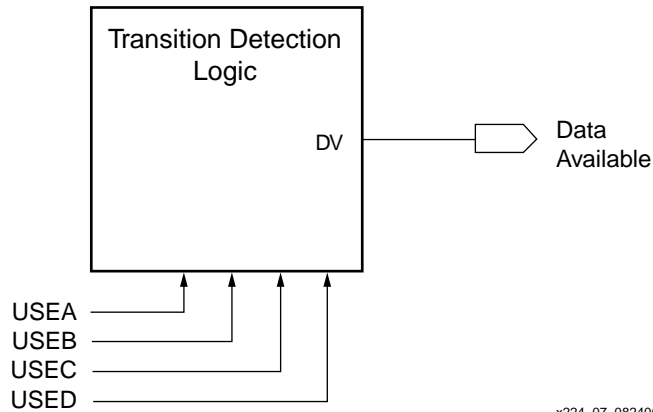 Transition Detection
Logic
DV
Data
Available
USEA
USEB
USEC
USED